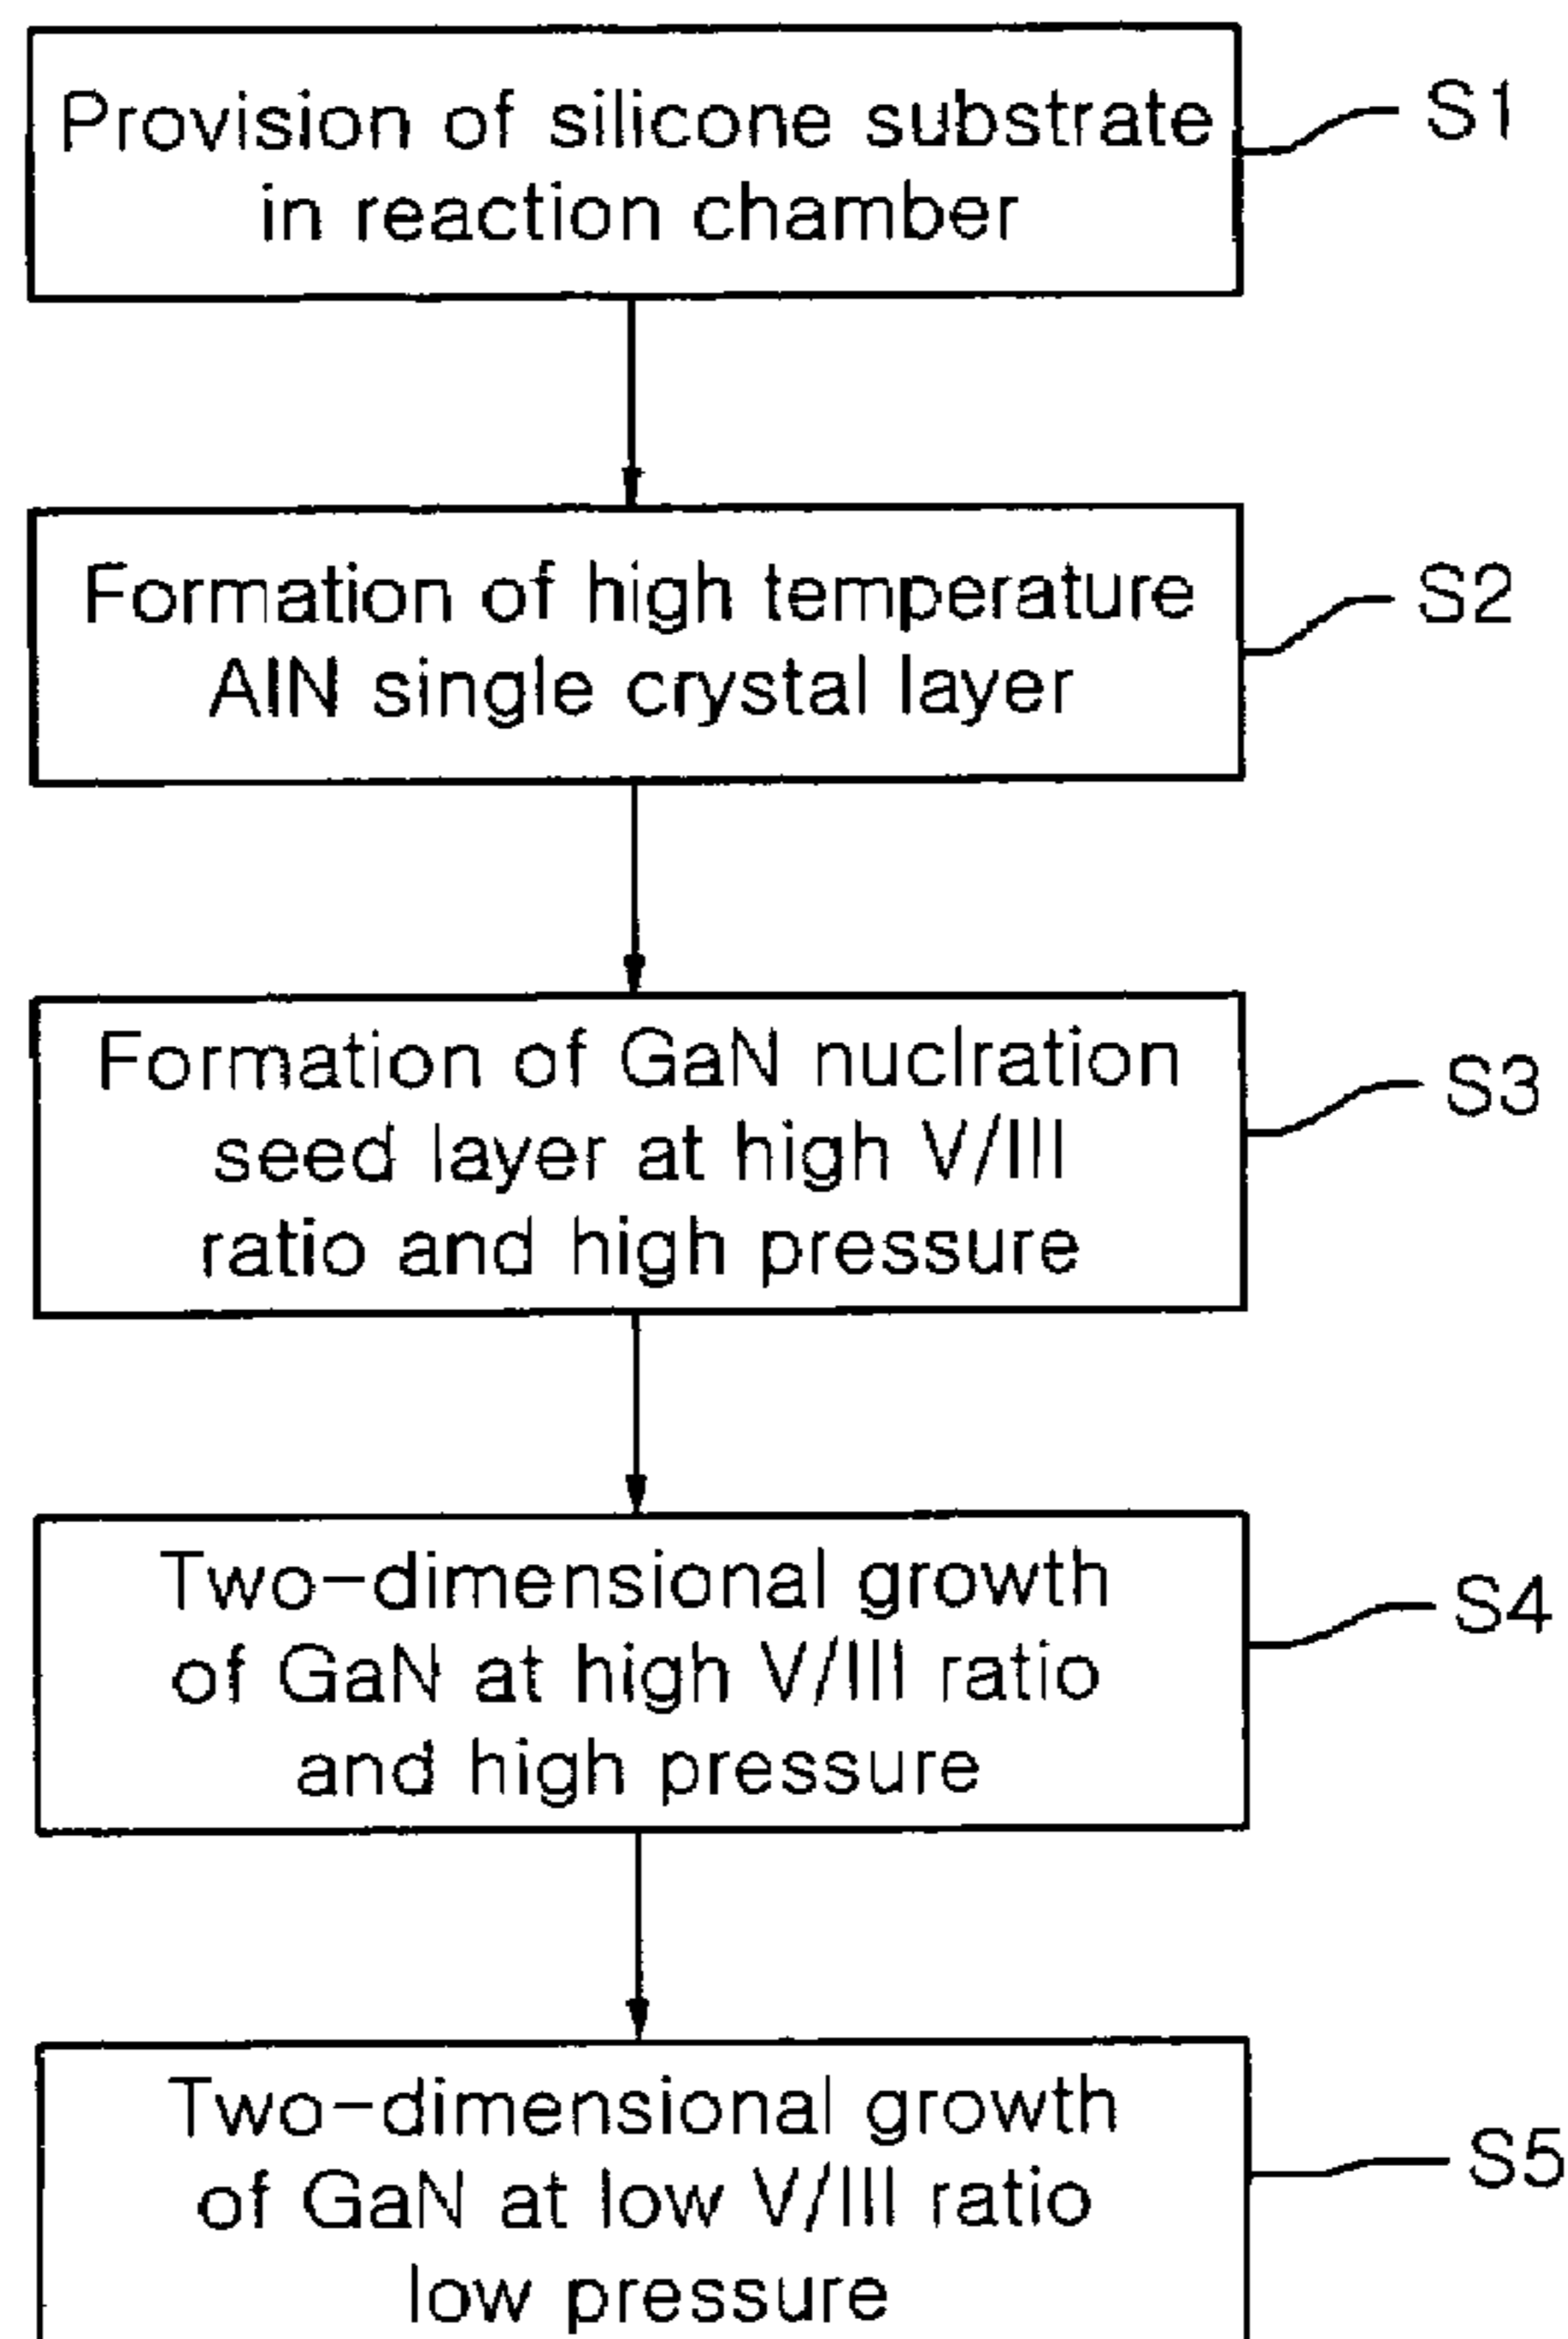 Provision of silicone substrate
in reaction chamber
S1
Formation of high temperature
AlN single crystal layer
S2
Formation of GaN nuclration
seed layer at high V/III
ratio and high pressure
S3
Two-dimensional growth
of GaN at high V/III ratio
and high pressure
S4
Two-dimensional growth
of GaN at low V/III ratio
low pressure
S5